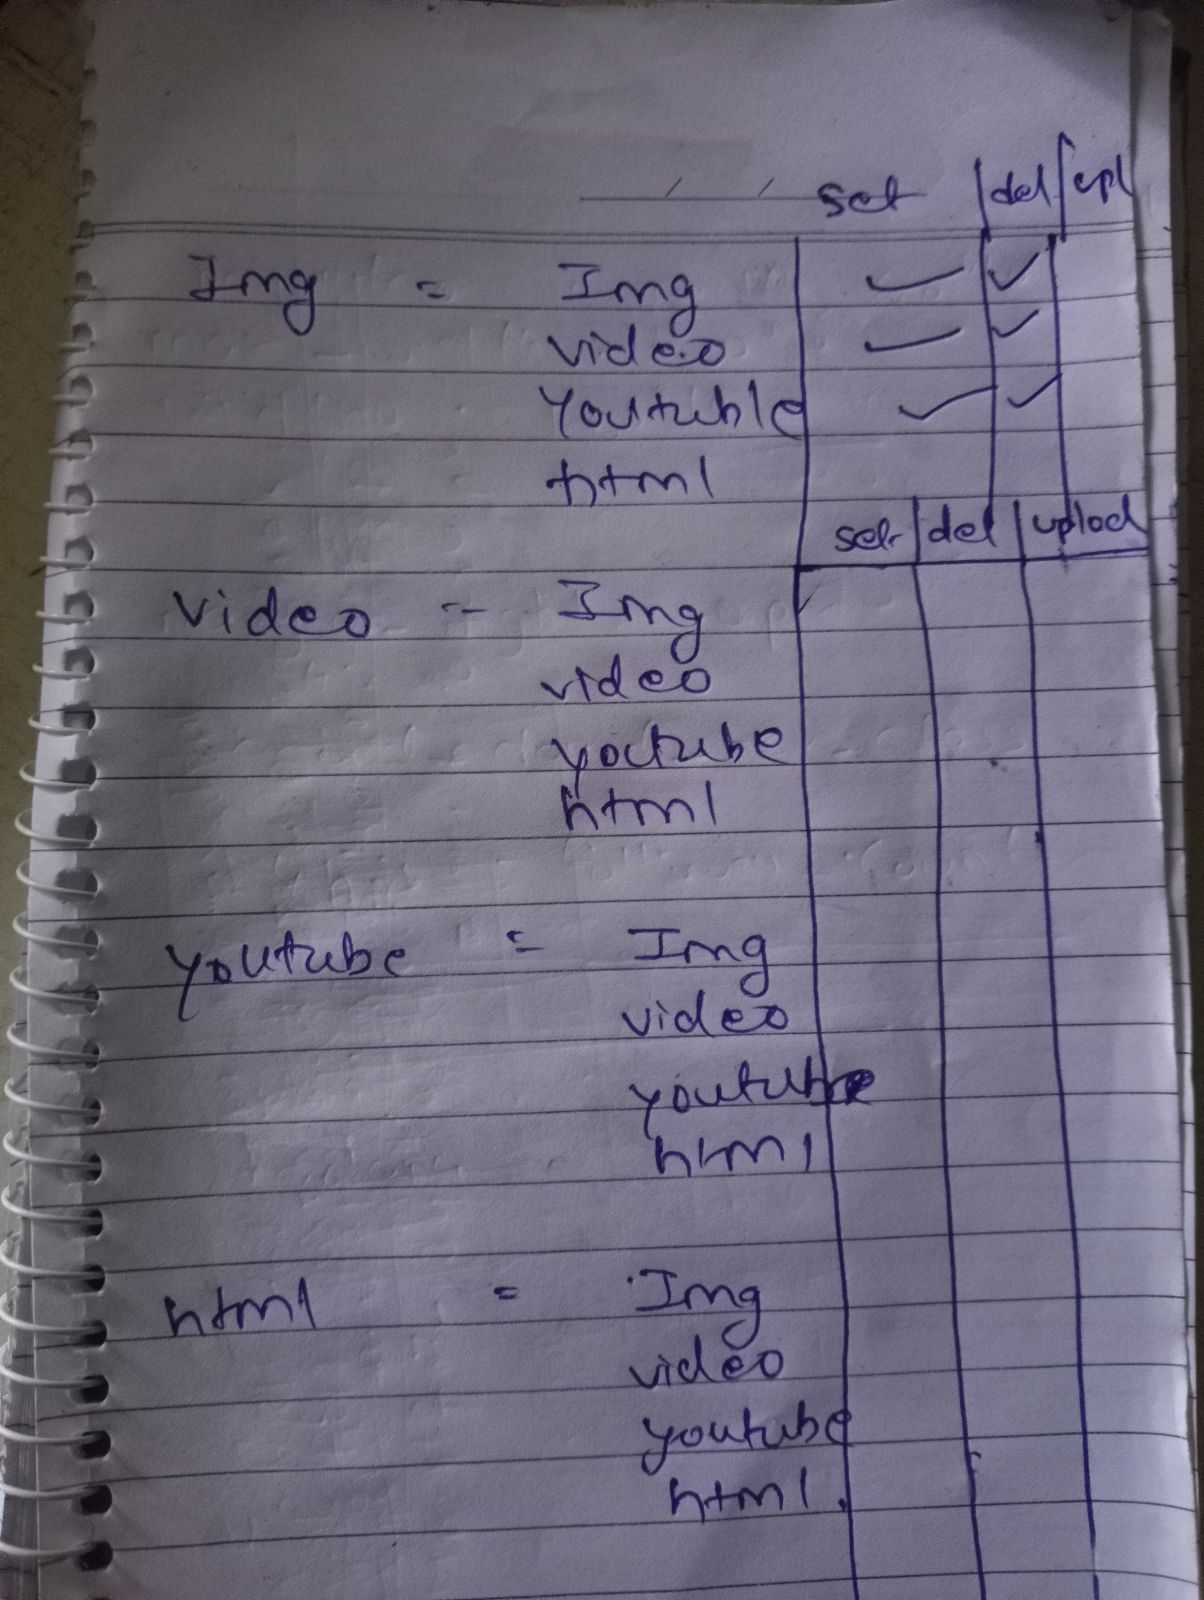 set | del | upl
Img = Img ✓ ✓
video ✓ ✓
Youtuble ✓ ✓
html
sel | del | uplod
video = Img
video
youtube
html
youtube = Img
video
youtube
html
html = Img
video
youtube
html.